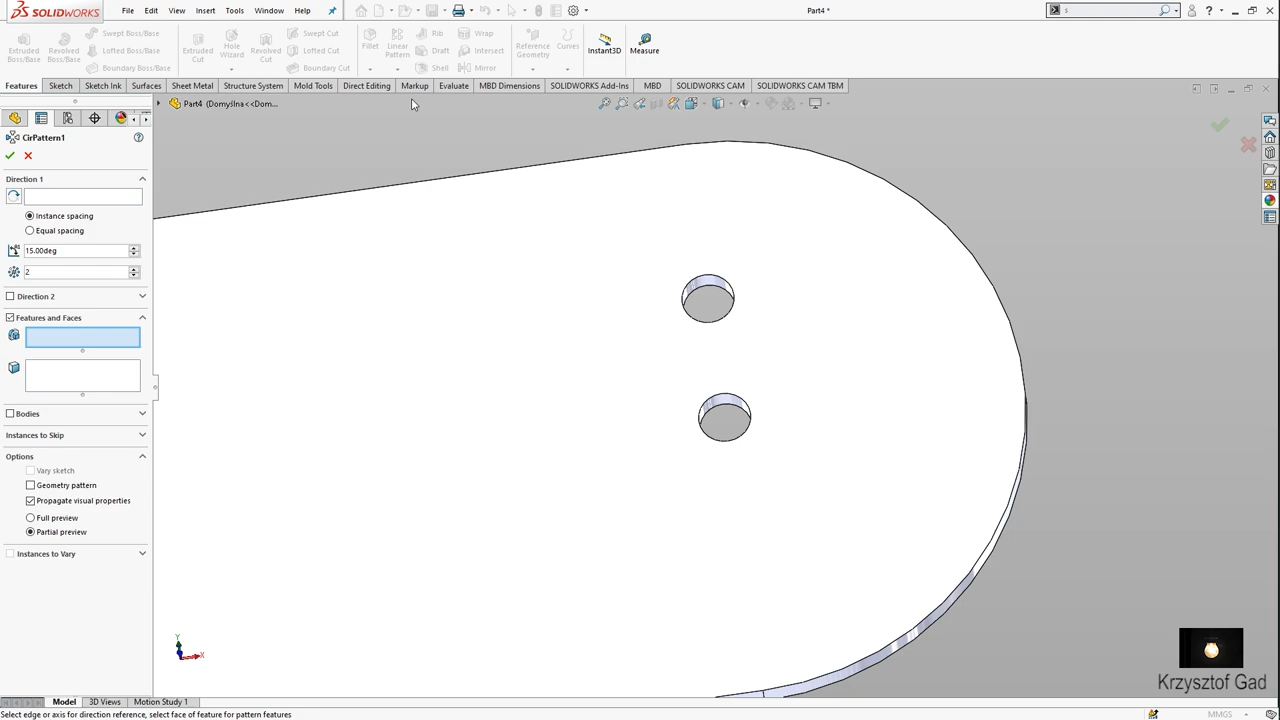 SOLIDWORKS File Edit View Insert Tools Window Help Part4 * s
Swept Boss/Base Lofted Boss/Base Boundary Boss/Base
Extruded Boss/Base Revolved Boss/Base
Extruded Cut Hole Wizard Revolved Cut
Swept Cut Lofted Cut Boundary Cut
Fillet Linear Pattern
Rib Draft Shell
Wrap Intersect Mirror
Reference Geometry Curves Instant3D Measure
Features Sketch Sketch Ink Surfaces Sheet Metal Structure System Mold Tools Direct Editing Markup Evaluate MBD Dimensions SOLIDWORKS Add-Ins MBD SOLIDWORKS CAM SOLIDWORKS CAM TBM
Part4 (Domyślna<<Dom...
CirPattern1
Direction 1
Instance spacing
Equal spacing
15.00deg
2
Direction 2
Features and Faces
Bodies
Instances to Skip
Options
Vary sketch
Geometry pattern
Propagate visual properties
Full preview
Partial preview
Instances to Vary
Y
X
Krzysztof Gad
Model 3D Views Motion Study 1
Select edge or axis for direction reference, select face of feature for pattern features
MMGS